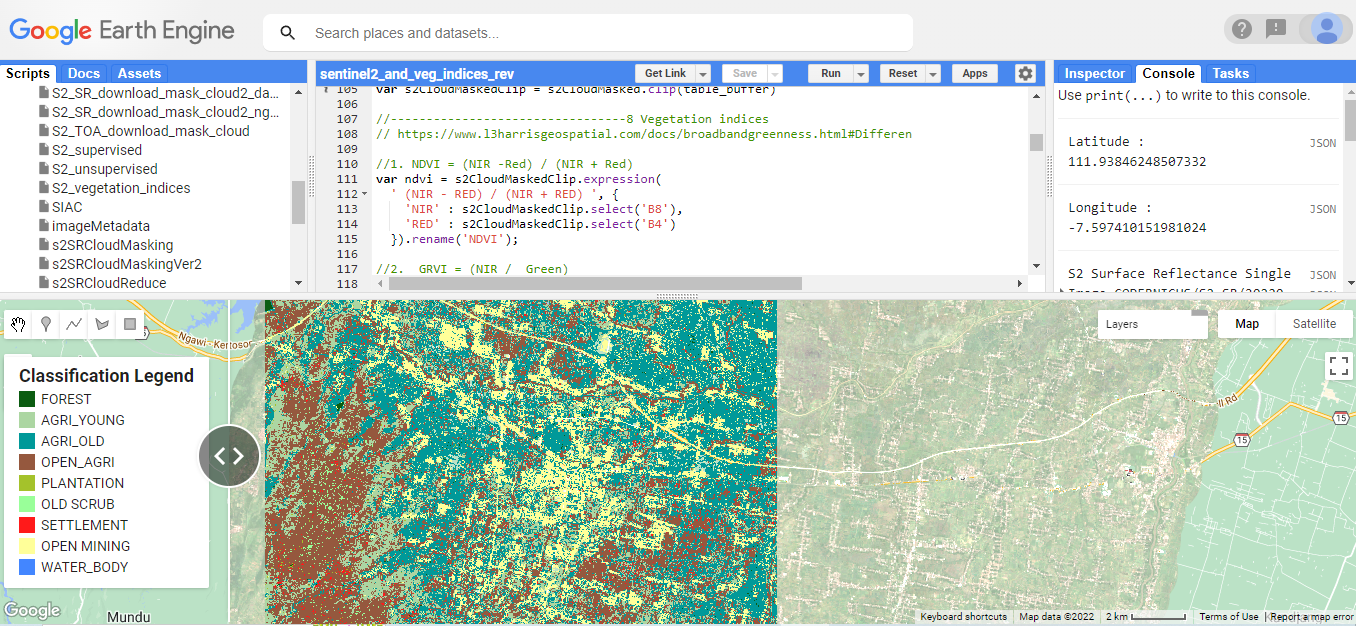 Google Earth Engine
Search places and datasets...
Scripts Docs Assets
S2_SR_download_mask_cloud2_da...
S2_SR_download_mask_cloud2_ng...
S2_TOA_download_mask_cloud
S2_supervised
S2_unsupervised
S2_vegetation_indices
SIAC
imageMetadata
s2SRCloudMasking
s2SRCloudMaskingVer2
s2SRCloudReduce
sentinel2_and_veg_indices_rev
Get Link Save Run Reset Apps
105 var s2CloudMaskedClip = s2CloudMasked.clip(table_buffer)
106
107 //-------------------------------8 Vegetation indices
108 // https://www.l3harrisgeospatial.com/docs/broadbandgreenness.html#Differen
109
110 //1. NDVI = (NIR -Red) / (NIR + Red)
111 var ndvi = s2CloudMaskedClip.expression(
112 ' (NIR - RED) / (NIR + RED) ', {
113 'NIR' : s2CloudMaskedClip.select('B8'),
114 'RED' : s2CloudMaskedClip.select('B4')
115 }).rename('NDVI');
116
117 //2. GRVI = (NIR / Green)
118
Inspector Console Tasks
Use print(...) to write to this console.
Latitude : JSON
111.93846248507332
Longitude : JSON
-7.597410151981024
S2 Surface Reflectance Single JSON
Ngawi - Kertosor
Layers
Map Satellite
Classification Legend
FOREST
AGRI_YOUNG
AGRI_OLD
OPEN_AGRI
PLANTATION
OLD SCRUB
SETTLEMENT
OPEN MINING
WATER_BODY
ll Rd
15
15
Google
Mundu
Keyboard shortcuts Map data ©2022 2 km Terms of Use Report a map error